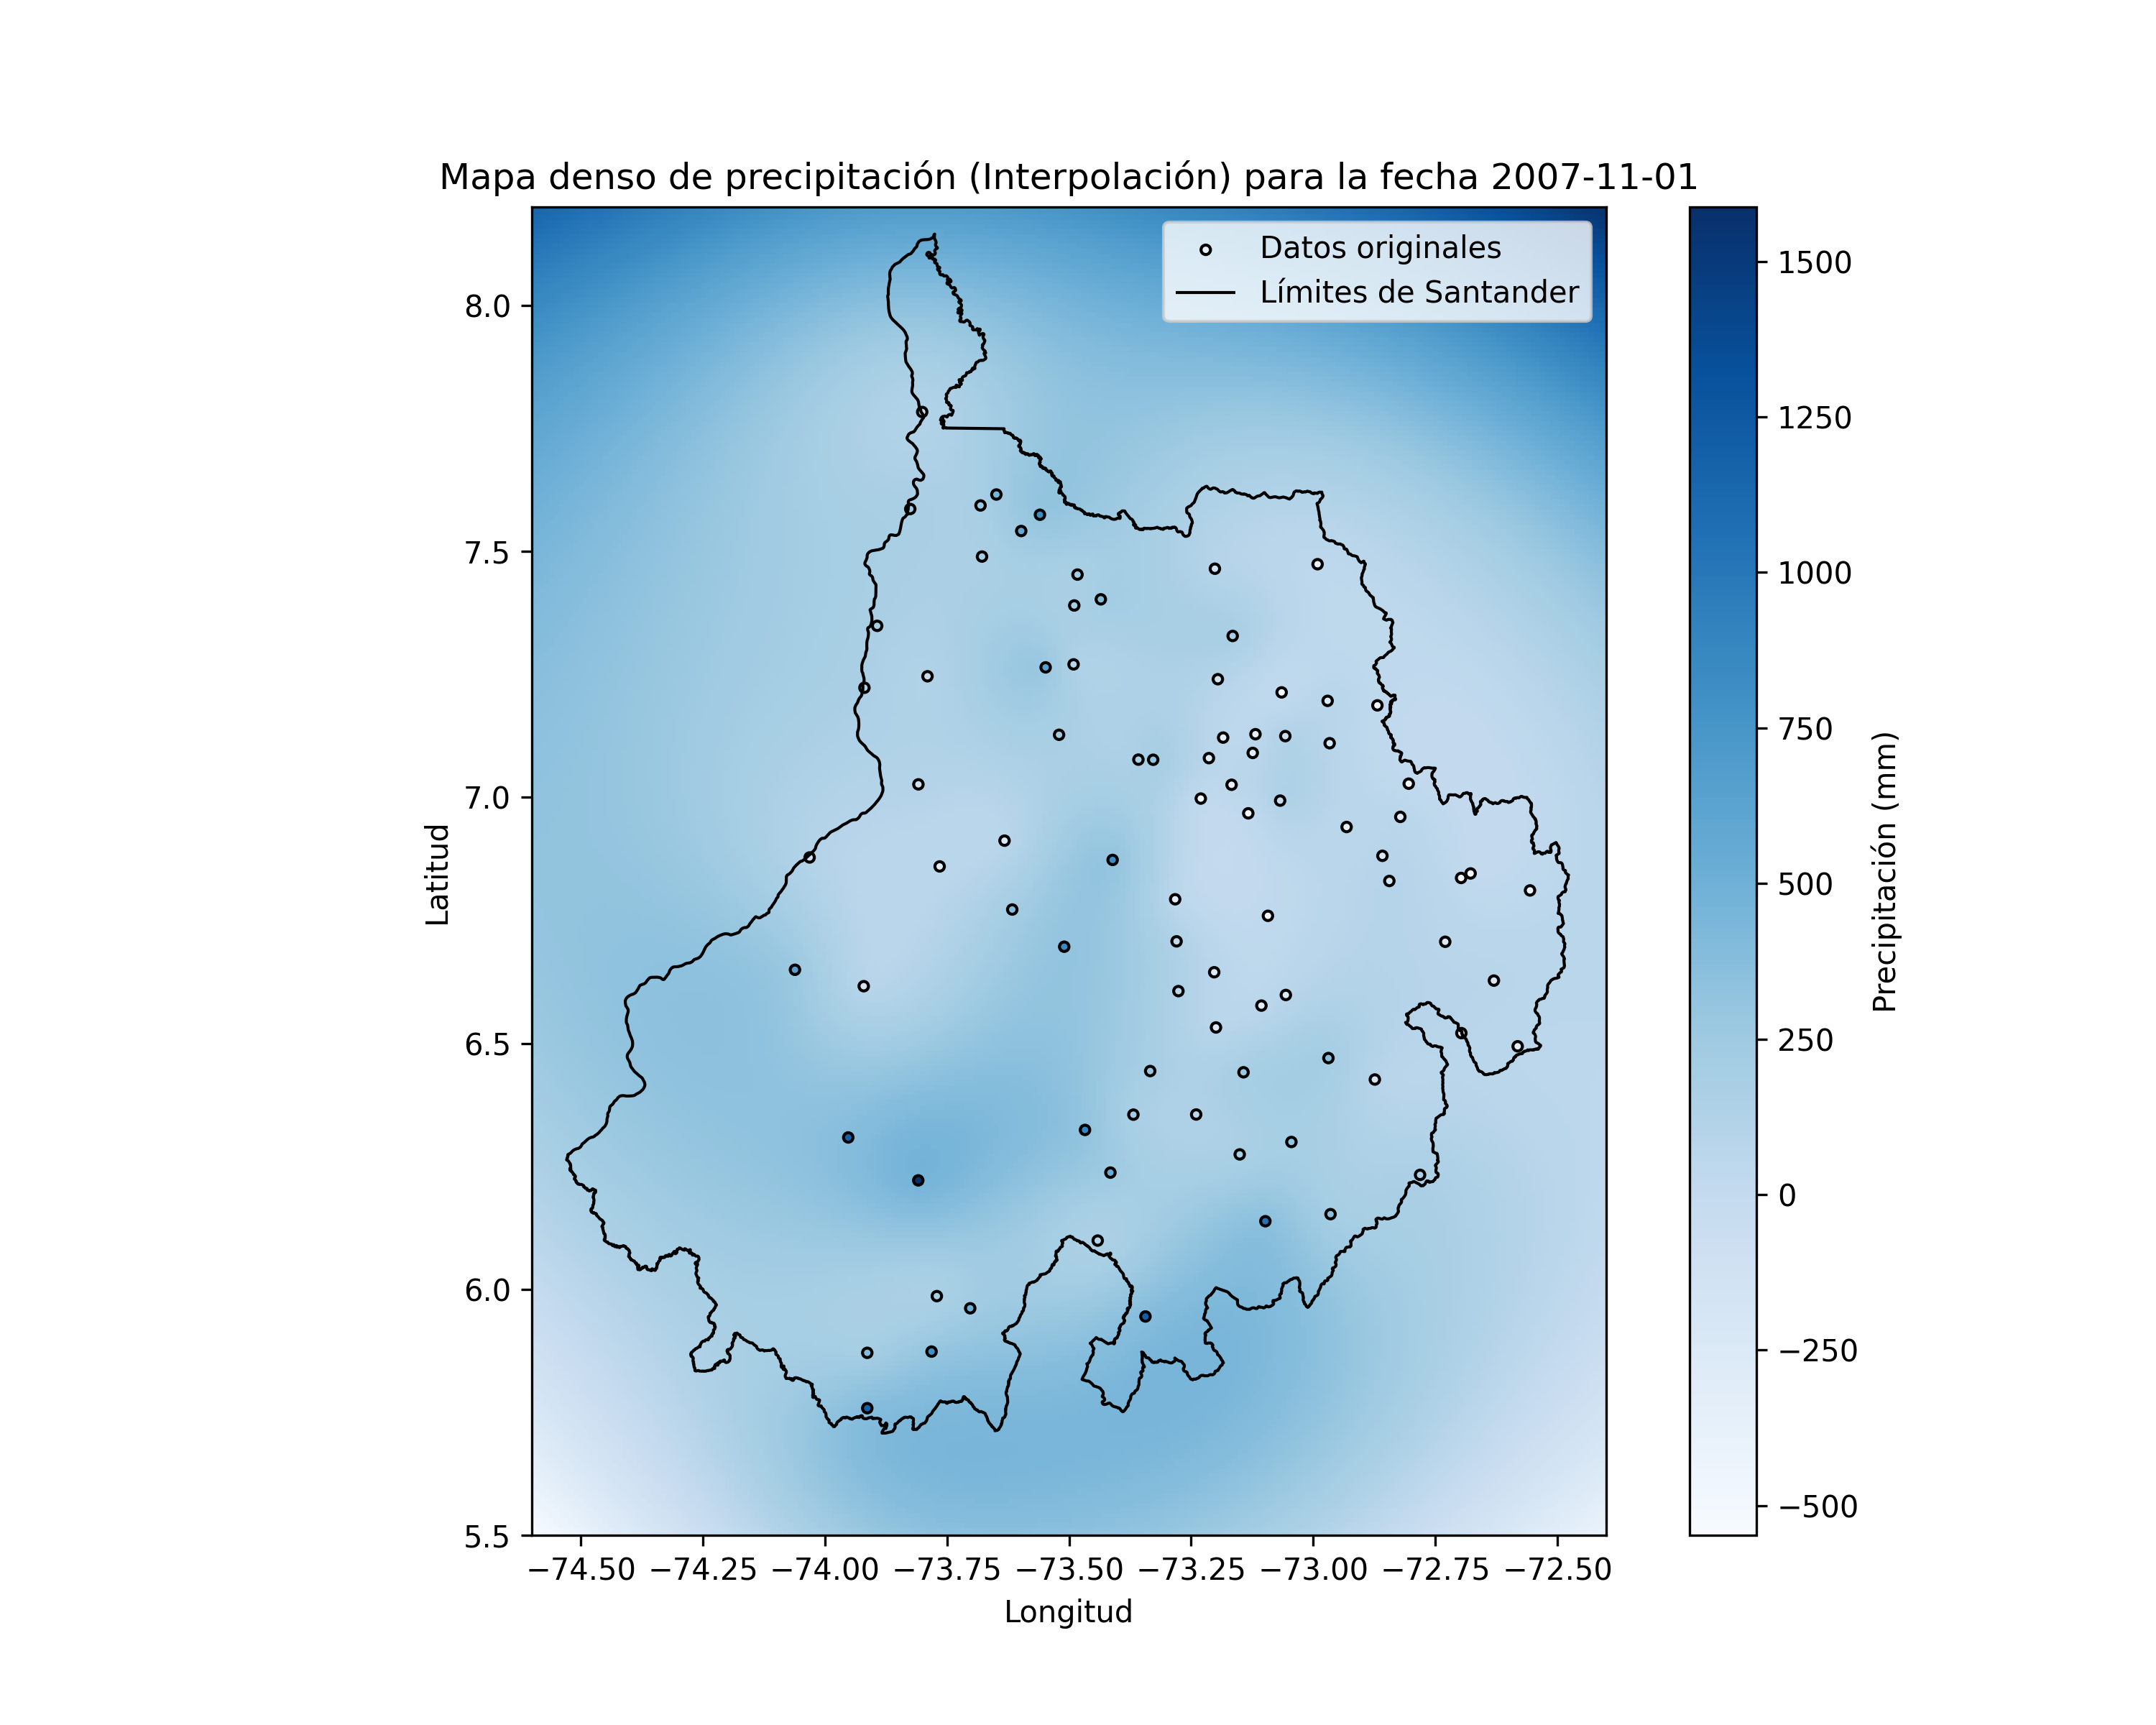 Mapa denso de precipitación (Interpolación) para la fecha 2007-11-01
Datos originales
Límites de Santander
8.0
7.5
7.0
6.5
6.0
5.5
Latitud
−74.50 −74.25 −74.00 −73.75 −73.50 −73.25 −73.00 −72.75 −72.50
Longitud
1500
1250
1000
750
500
250
0
−250
−500
Precipitación (mm)